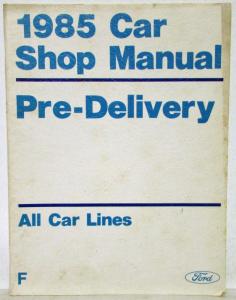 1985 Car
Shop Manual
Pre-Delivery
All Car Lines
F
Ford